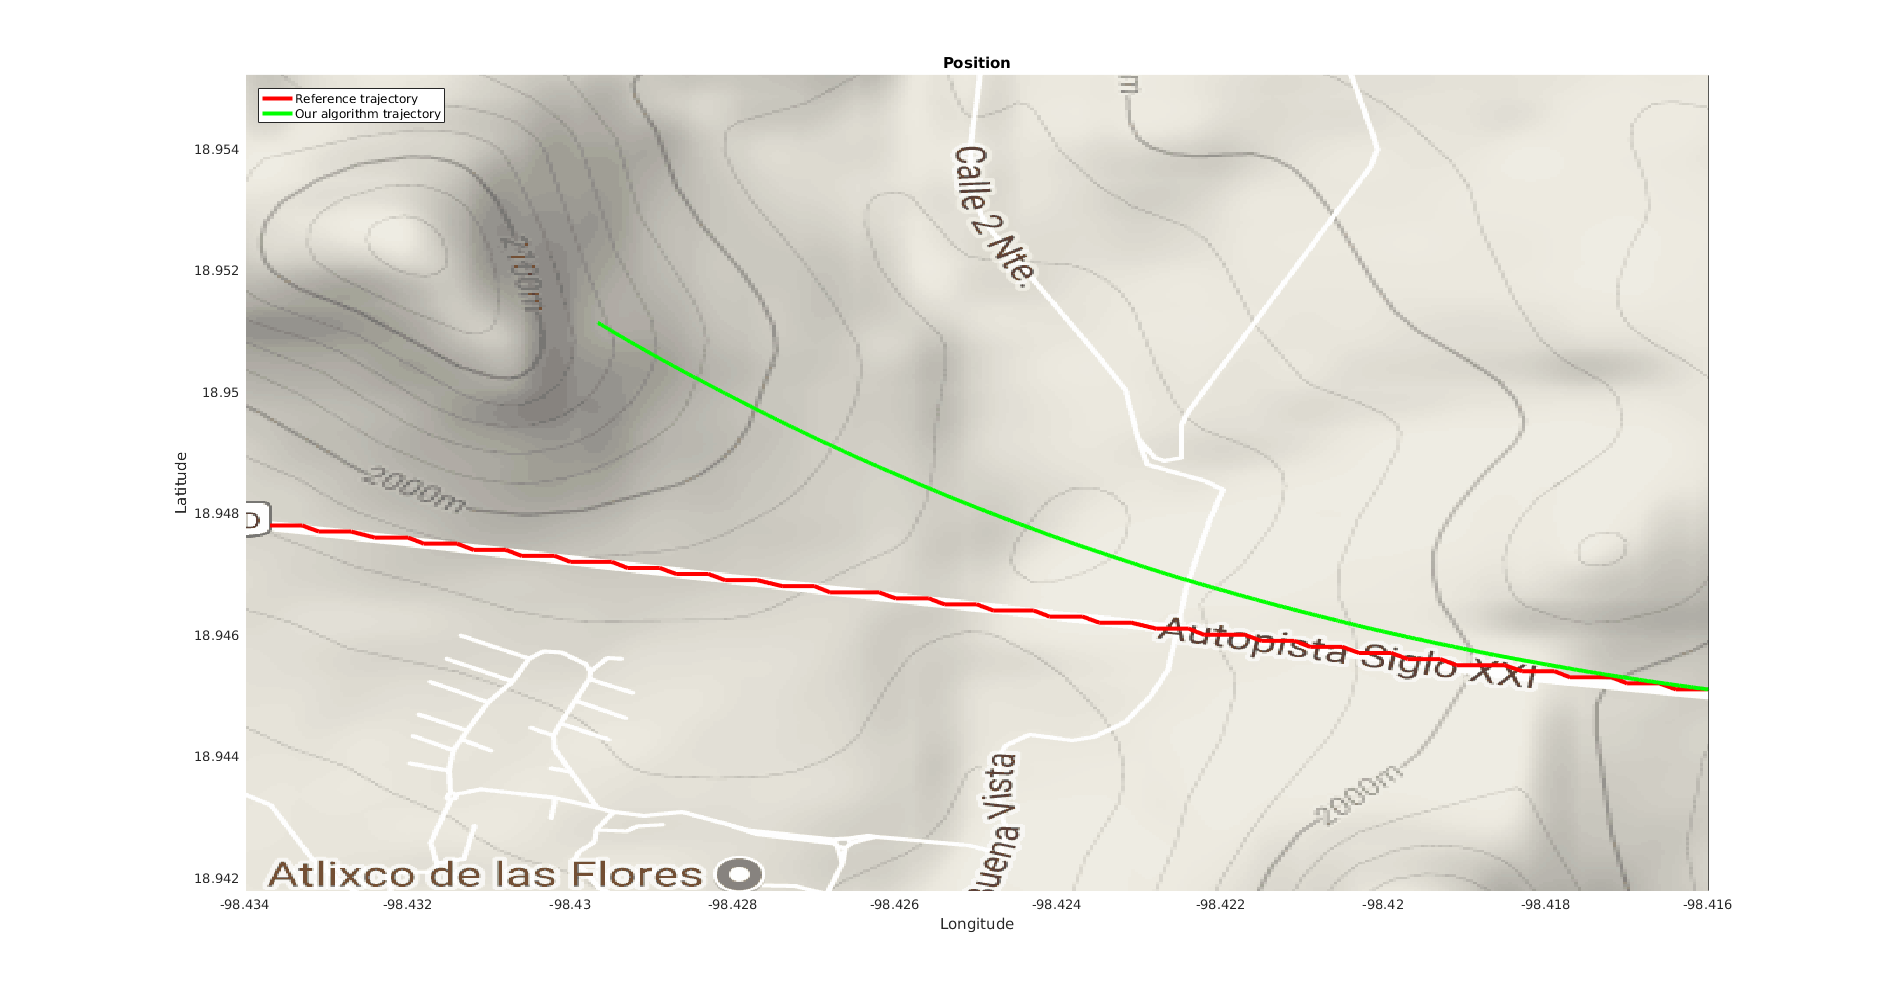 Position
Reference trajectory
Our algorithm trajectory
m
18.954
18.952
18.95
18.948
18.946
18.944
18.942
Latitude
Calle 2 Nte.
2100m
2000m
D
Autopista Siglo XXI
2000m
Buena Vista
Atlixco de las Flores
-98.434
-98.432
-98.43
-98.428
-98.426
-98.424
-98.422
-98.42
-98.418
-98.416
Longitude